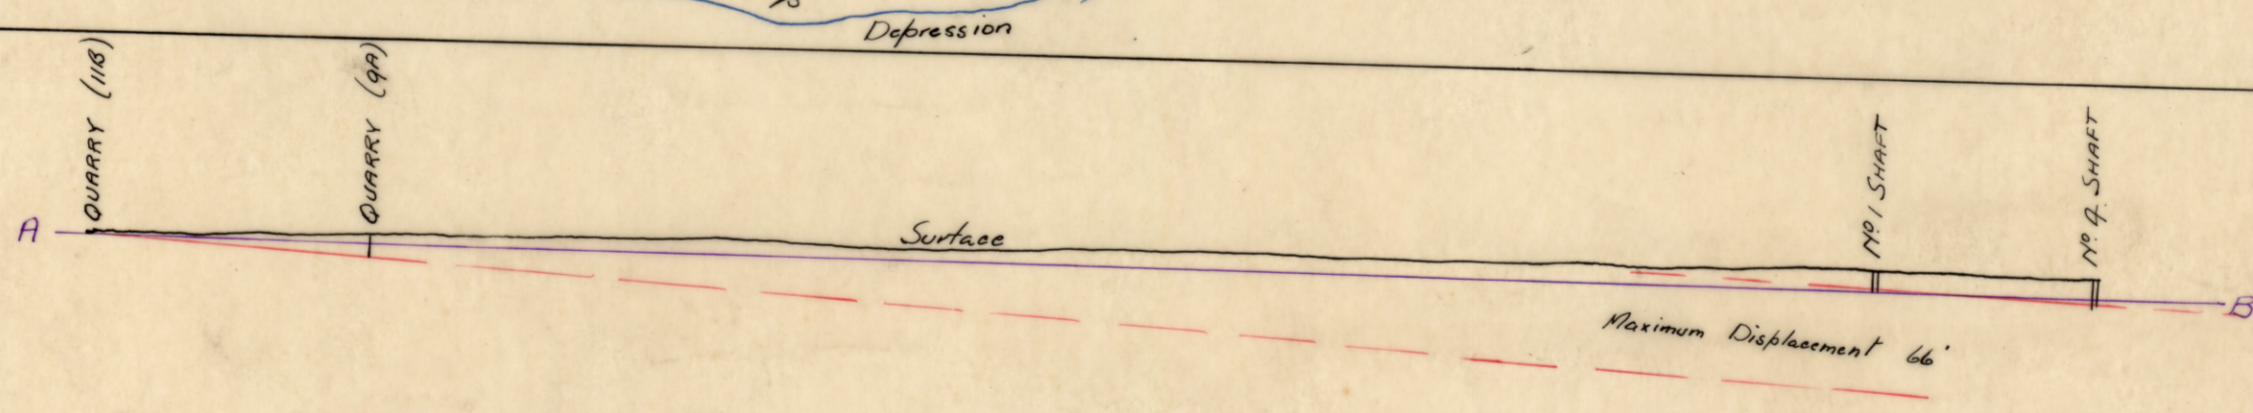 Depression
QUARRY (11B)
QUARRY (9A)
Nº 1 SHAFT
Nº 4 SHAFT
A
Surface
B
Maximum Displacement 66'